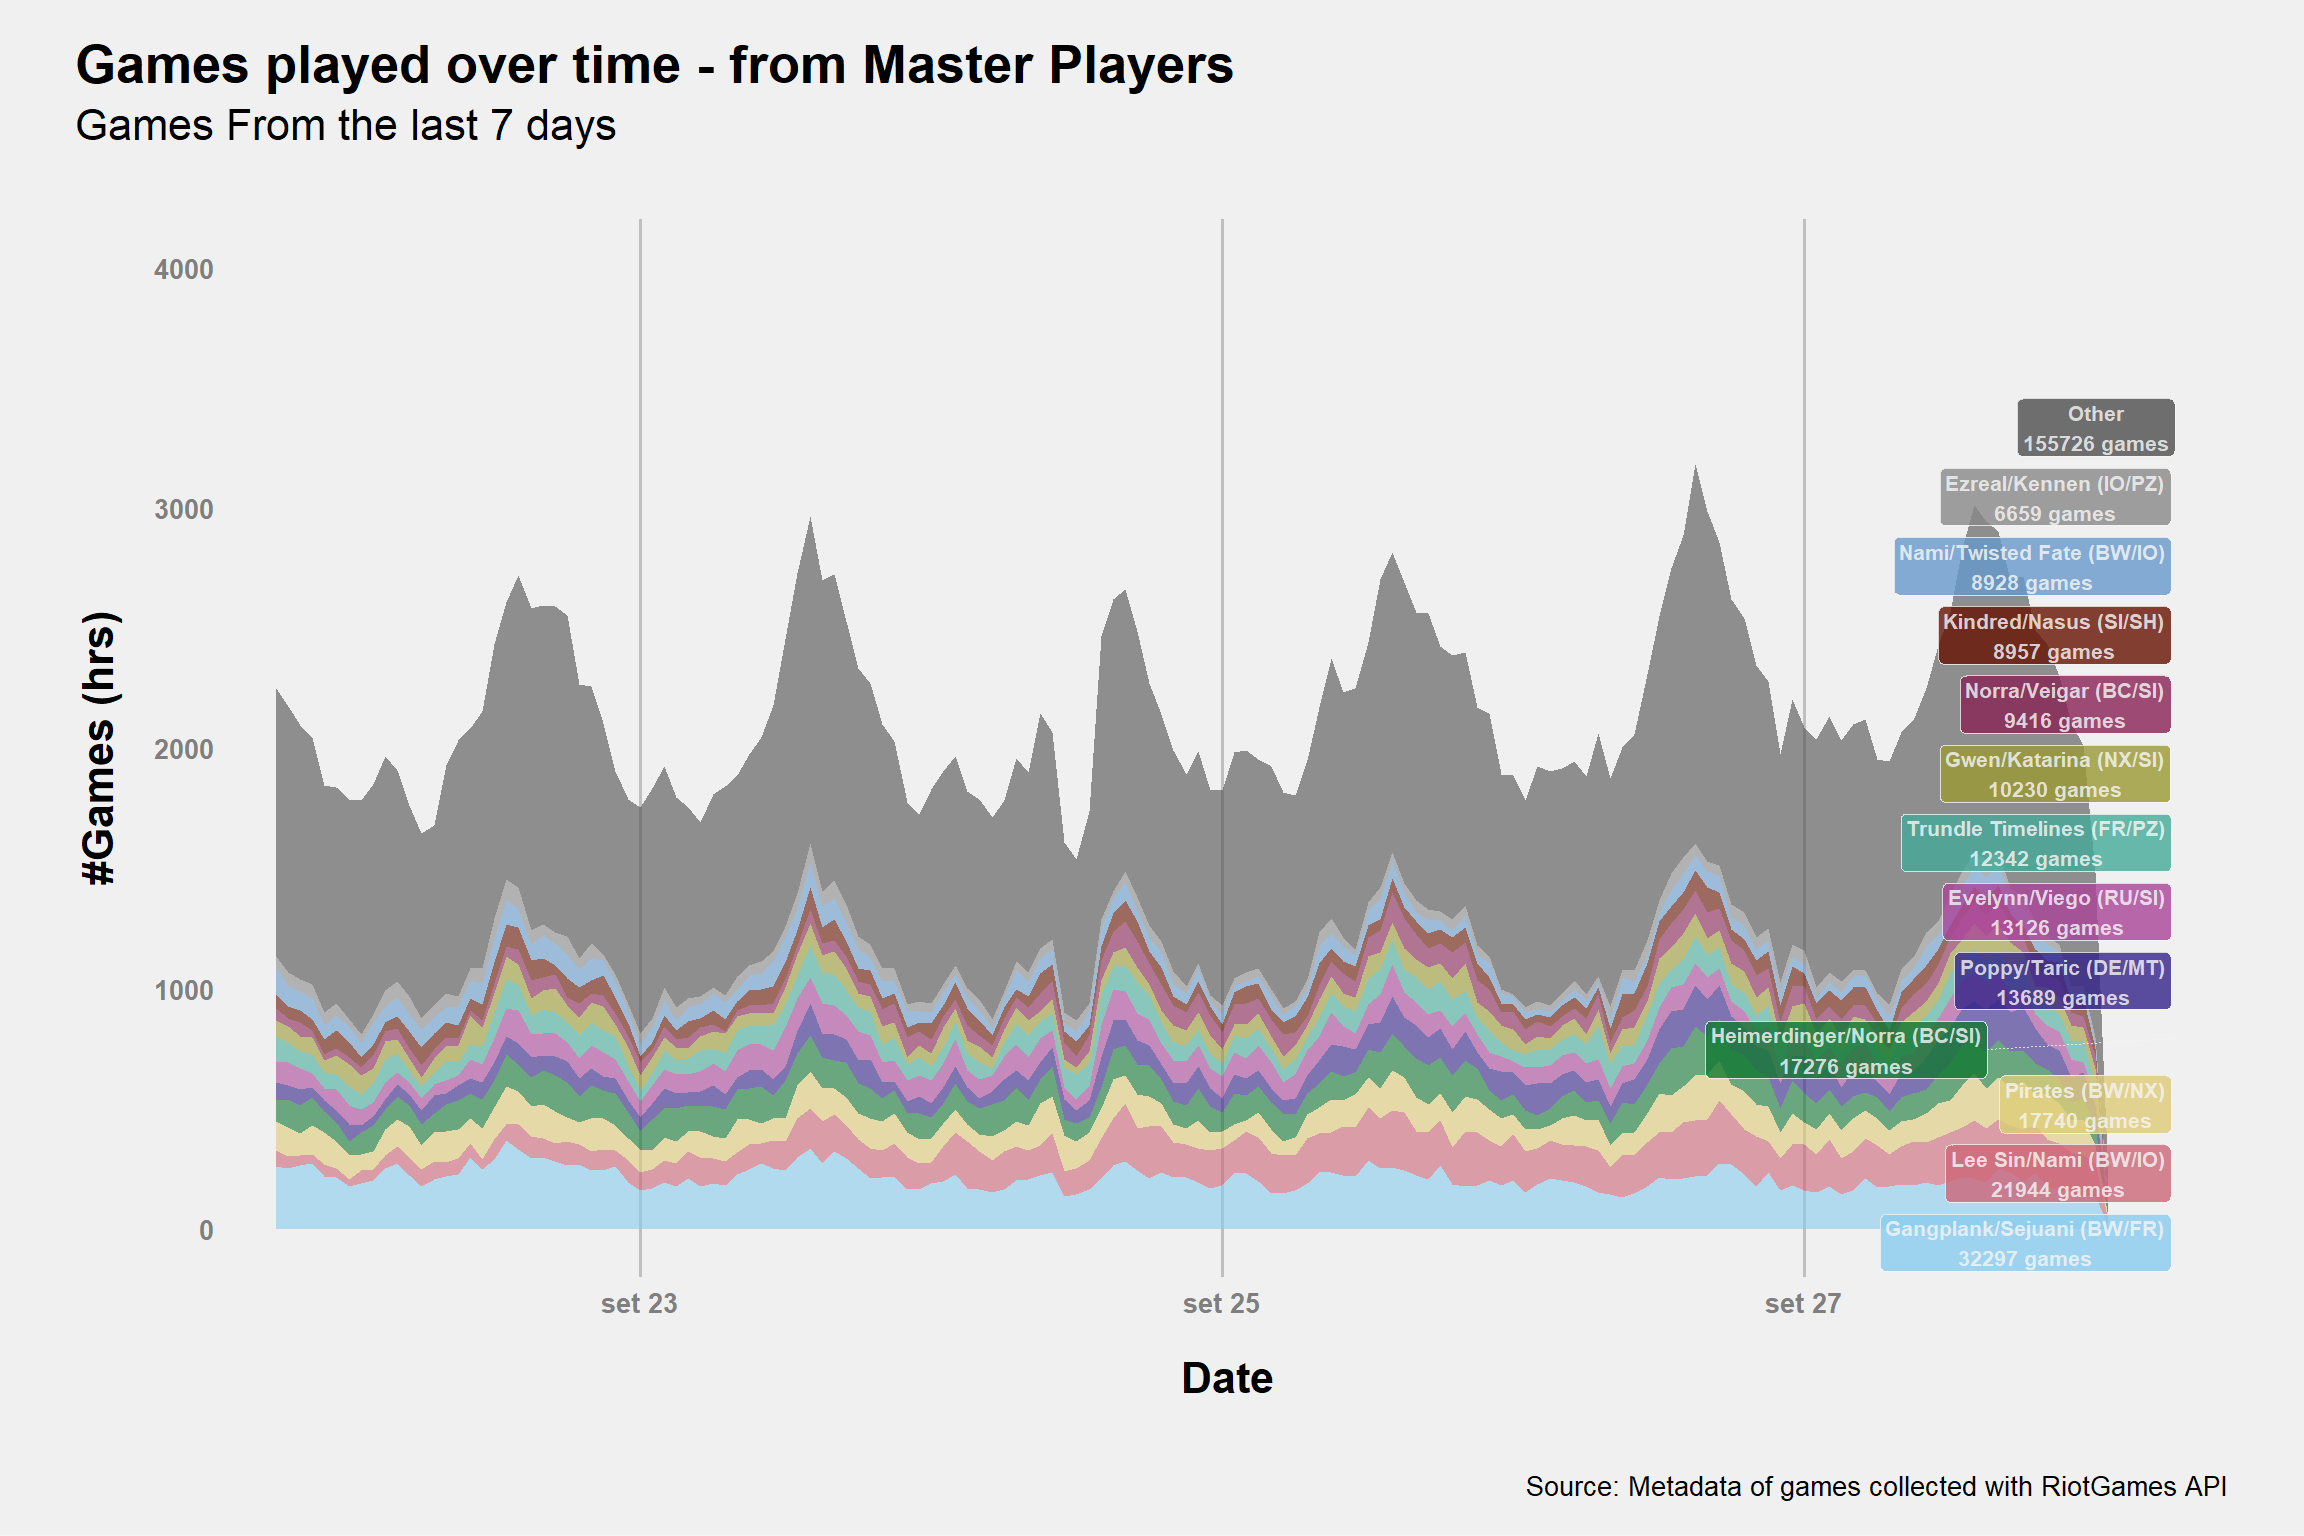 Games played over time - from Master Players
Games From the last 7 days
#Games (hrs)
4000
3000
2000
1000
0
Other
155726 games
Ezreal/Kennen (IO/PZ)
6659 games
Nami/Twisted Fate (BW/IO)
8928 games
Kindred/Nasus (SI/SH)
8957 games
Norra/Veigar (BC/SI)
9416 games
Gwen/Katarina (NX/SI)
10230 games
Trundle Timelines (FR/PZ)
12342 games
Evelynn/Viego (RU/SI)
13126 games
Poppy/Taric (DE/MT)
13689 games
Heimerdinger/Norra (BC/SI)
17276 games
Pirates (BW/NX)
17740 games
Lee Sin/Nami (BW/IO)
21944 games
Gangplank/Sejuani (BW/FR)
32297 games
set 23
set 25
set 27
Date
Source: Metadata of games collected with RiotGames API